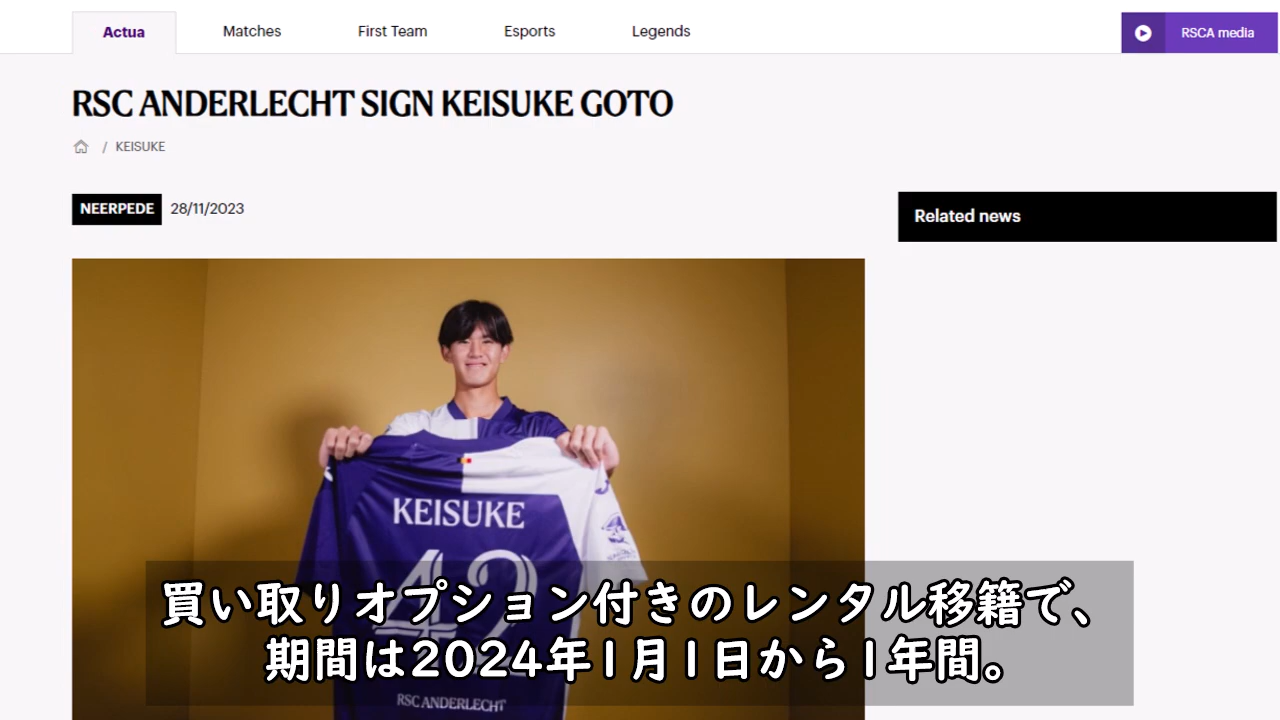 Actua
Matches
First Team
Esports
Legends
RSCA media
RSC ANDERLECHT SIGN KEISUKE GOTO
/ KEISUKE
NEERPEDE 28/11/2023
Related news
KEISUKE
42
RSC ANDERLECHT
買い取りオプション付きのレンタル移籍で、
期間は2024年1月1日から1年間。